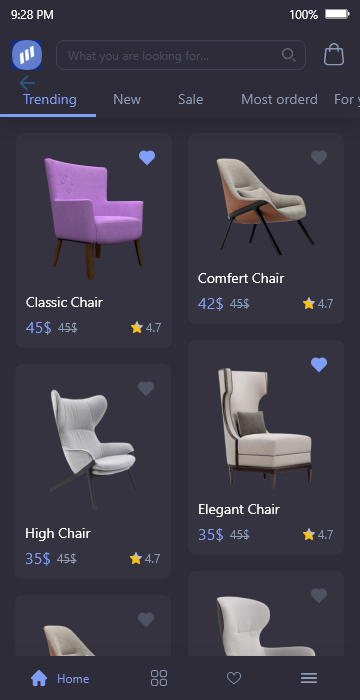 9:28 PM 100%
What you are looking for...
Trending New Sale Most orderd For y
Classic Chair
45$ 45$ 4.7
Comfert Chair
42$ 45$ 4.7
High Chair
35$ 45$ 4.7
Elegant Chair
35$ 45$ 4.7
Home